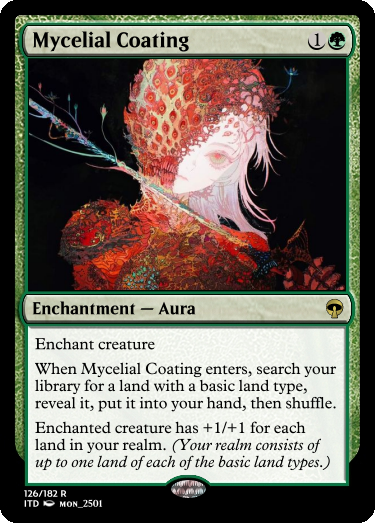 Mycelial Coating 1
Enchantment — Aura
Enchant creature
When Mycelial Coating enters, search your
library for a land with a basic land type,
reveal it, put it into your hand, then shuffle.
Enchanted creature has +1/+1 for each
land in your realm. (Your realm consists of
up to one land of each of the basic land types.)
126/182 R
ITD MON_2501